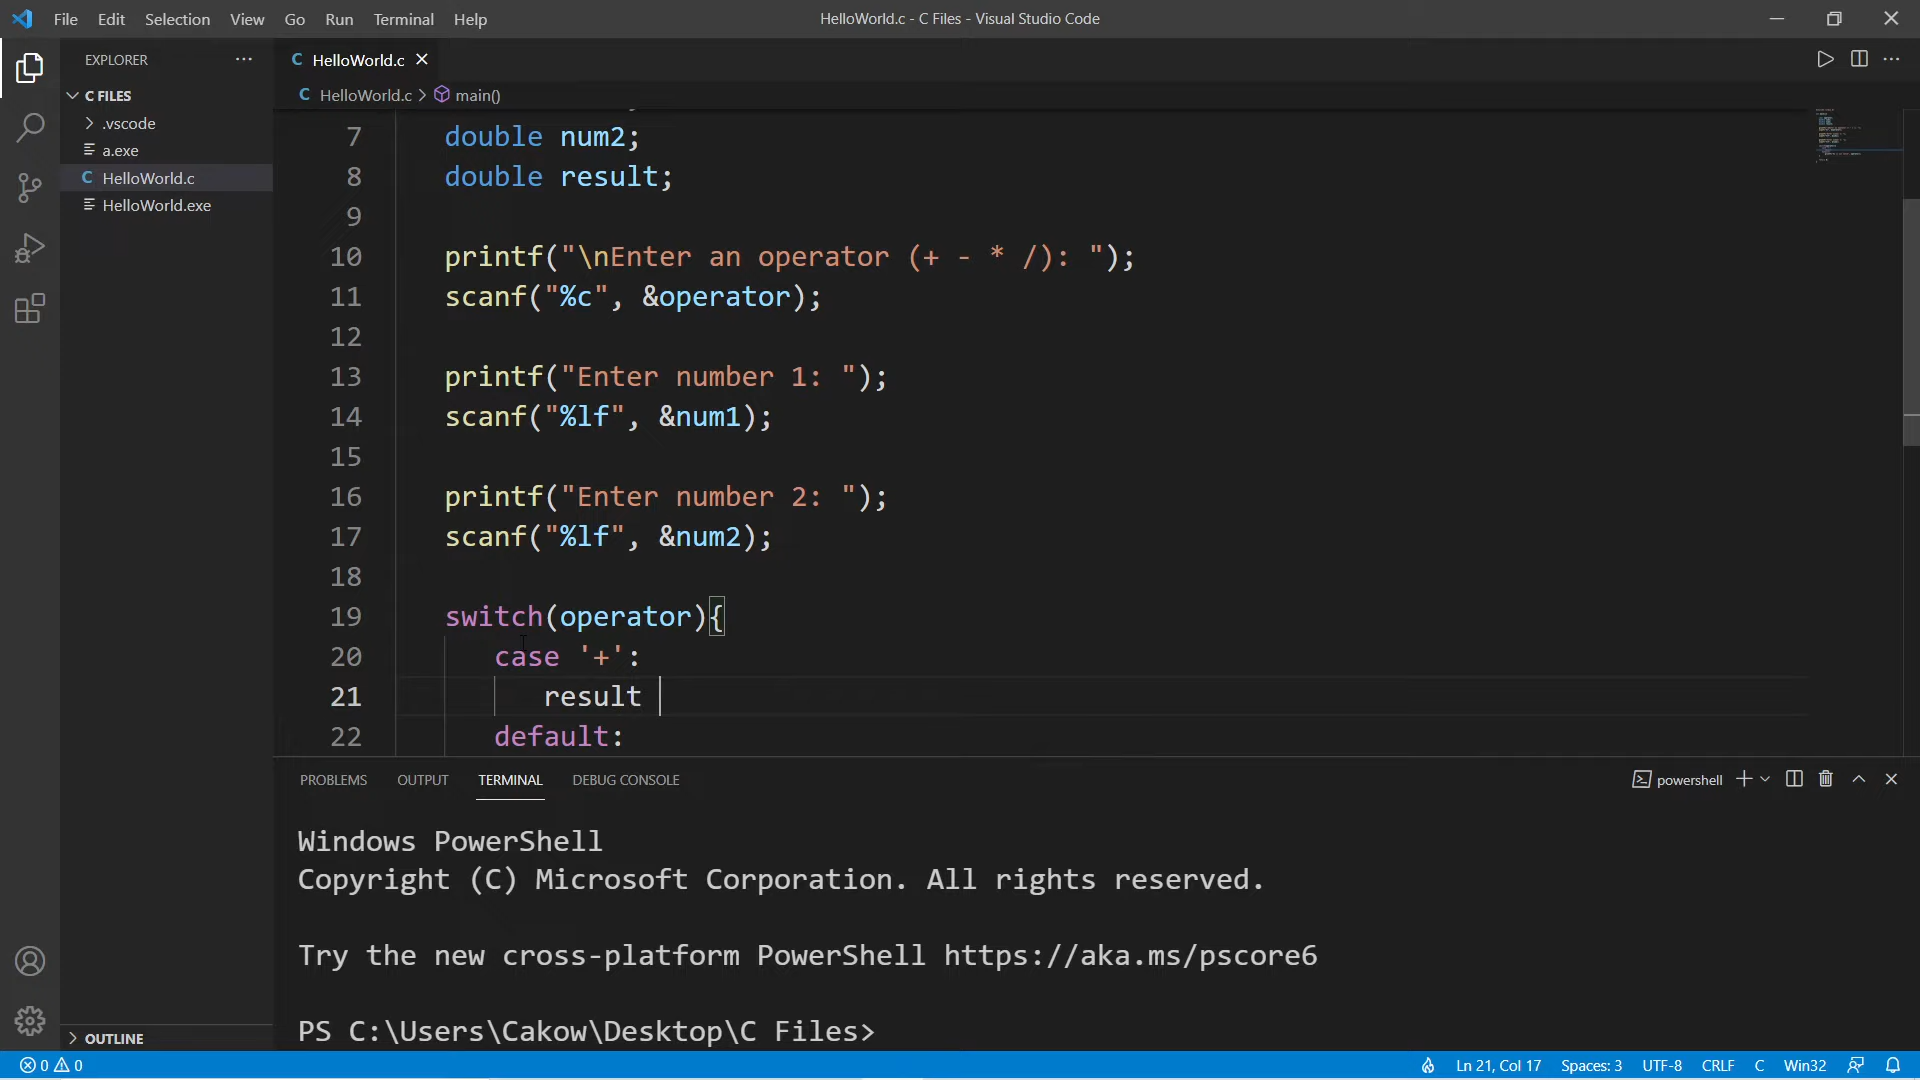 File Edit Selection View Go Run Terminal Help
HelloWorld.c - C Files - Visual Studio Code
EXPLORER
C FILES
.vscode
a.exe
HelloWorld.c
HelloWorld.exe
OUTLINE
C HelloWorld.c
C HelloWorld.c > main()
7 double num2;
8 double result;
9
10 printf("\nEnter an operator (+ - * /): ");
11 scanf("%c", &operator);
12
13 printf("Enter number 1: ");
14 scanf("%lf", &num1);
15
16 printf("Enter number 2: ");
17 scanf("%lf", &num2);
18
19 switch(operator){
20 case '+':
21 result
22 default:
PROBLEMS OUTPUT TERMINAL DEBUG CONSOLE
powershell
Windows PowerShell
Copyright (C) Microsoft Corporation. All rights reserved.
Try the new cross-platform PowerShell https://aka.ms/pscore6
PS C:\Users\Cakow\Desktop\C Files>
0 0
Ln 21, Col 17 Spaces: 3 UTF-8 CRLF C Win32